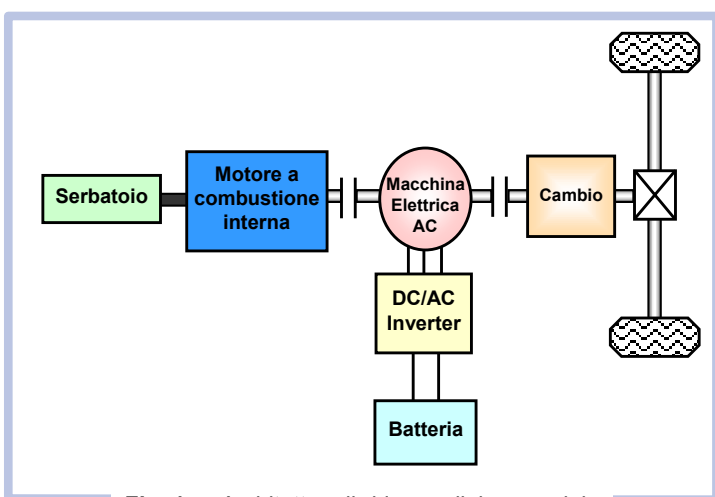 Serbatoio
Motore a
combustione
interna
Macchina
Elettrica
AC
Cambio
DC/AC
Inverter
Batteria